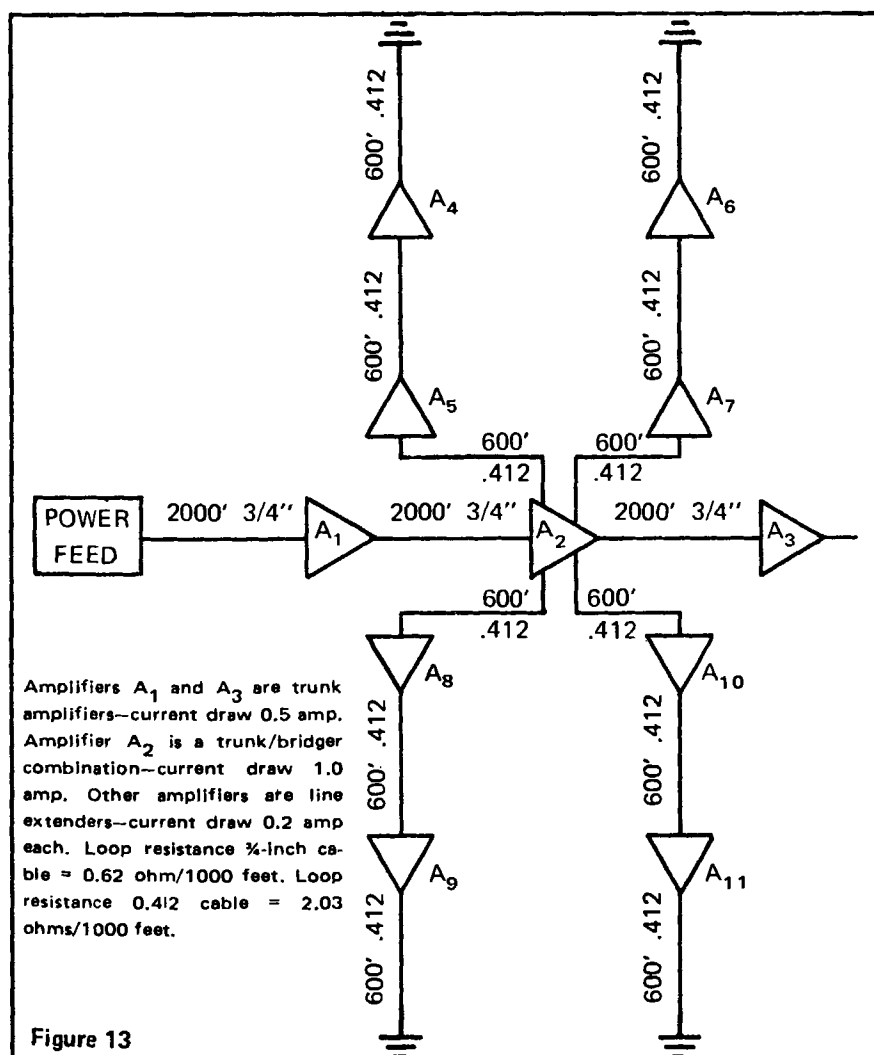 600' .412
600' .412
A4
A6
600' .412
600' .412
A5
A7
600'
.412
600'
.412
POWER
FEED
2000' 3/4"
A1
2000' 3/4"
A2
2000' 3/4"
A3
600'
.412
600'
.412
A8
A10
Amplifiers A1 and A3 are trunk
amplifiers—current draw 0.5 amp.
Amplifier A2 is a trunk/bridger
combination—current draw 1.0
amp. Other amplifiers are line
extenders—current draw 0.2 amp
each. Loop resistance ¾-inch ca-
ble = 0.62 ohm/1000 feet. Loop
resistance 0.412 cable = 2.03
ohms/1000 feet.
600' .412
600' .412
A9
A11
600' .412
600' .412
Figure 13